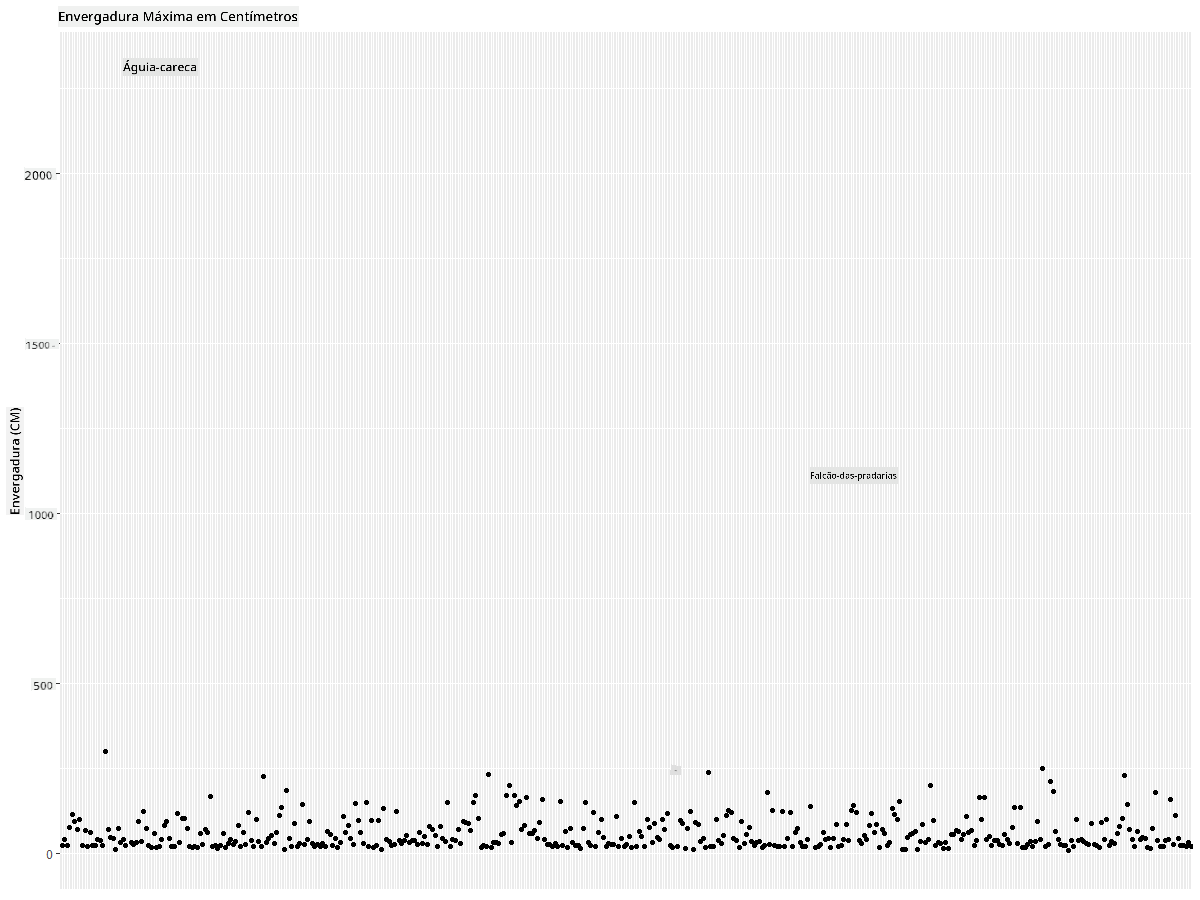 Envergadura Máxima em Centímetros
Águia-careca
2000
1500
Envergadura (CM)
Falcão-das-pradarias
1000
500
0